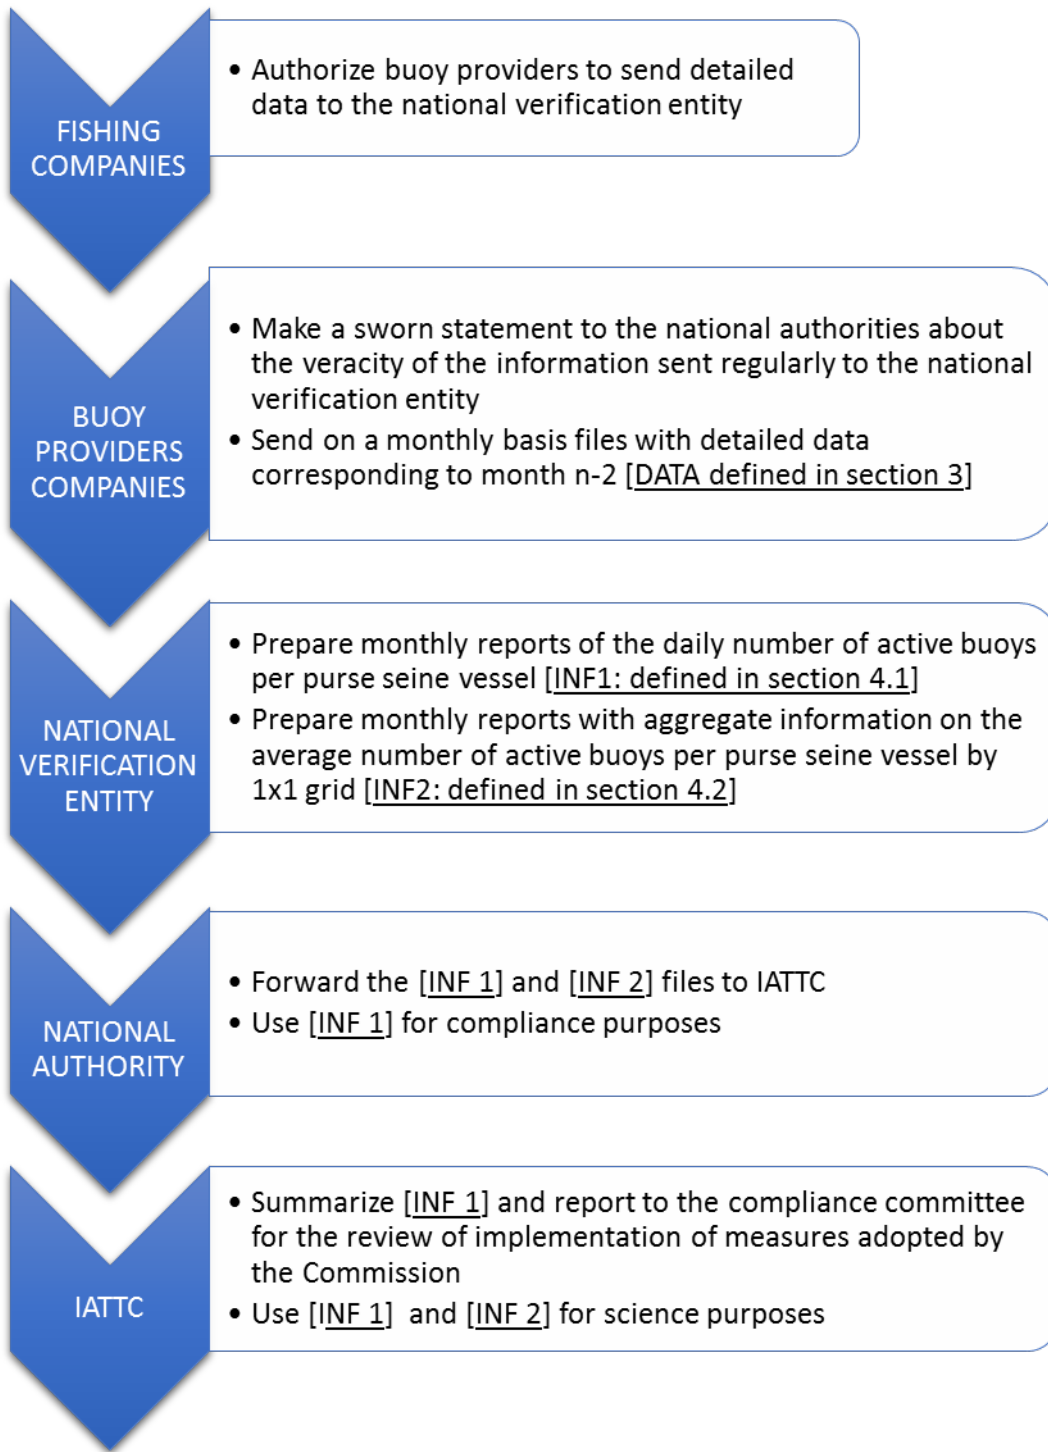 FISHING
COMPANIES
• Authorize buoy providers to send detailed
data to the national verification entity
BUOY
PROVIDERS
COMPANIES
• Make a sworn statement to the national authorities about
the veracity of the information sent regularly to the national
verification entity
• Send on a monthly basis files with detailed data
corresponding to month n-2 [DATA defined in section 3]
NATIONAL
VERIFICATION
ENTITY
• Prepare monthly reports of the daily number of active buoys
per purse seine vessel [INF1: defined in section 4.1]
• Prepare monthly reports with aggregate information on the
average number of active buoys per purse seine vessel by
1x1 grid [INF2: defined in section 4.2]
NATIONAL
AUTHORITY
• Forward the [INF 1] and [INF 2] files to IATTC
• Use [INF 1] for compliance purposes
IATTC
• Summarize [INF 1] and report to the compliance committee
for the review of implementation of measures adopted by
the Commission
• Use [INF 1] and [INF 2] for science purposes